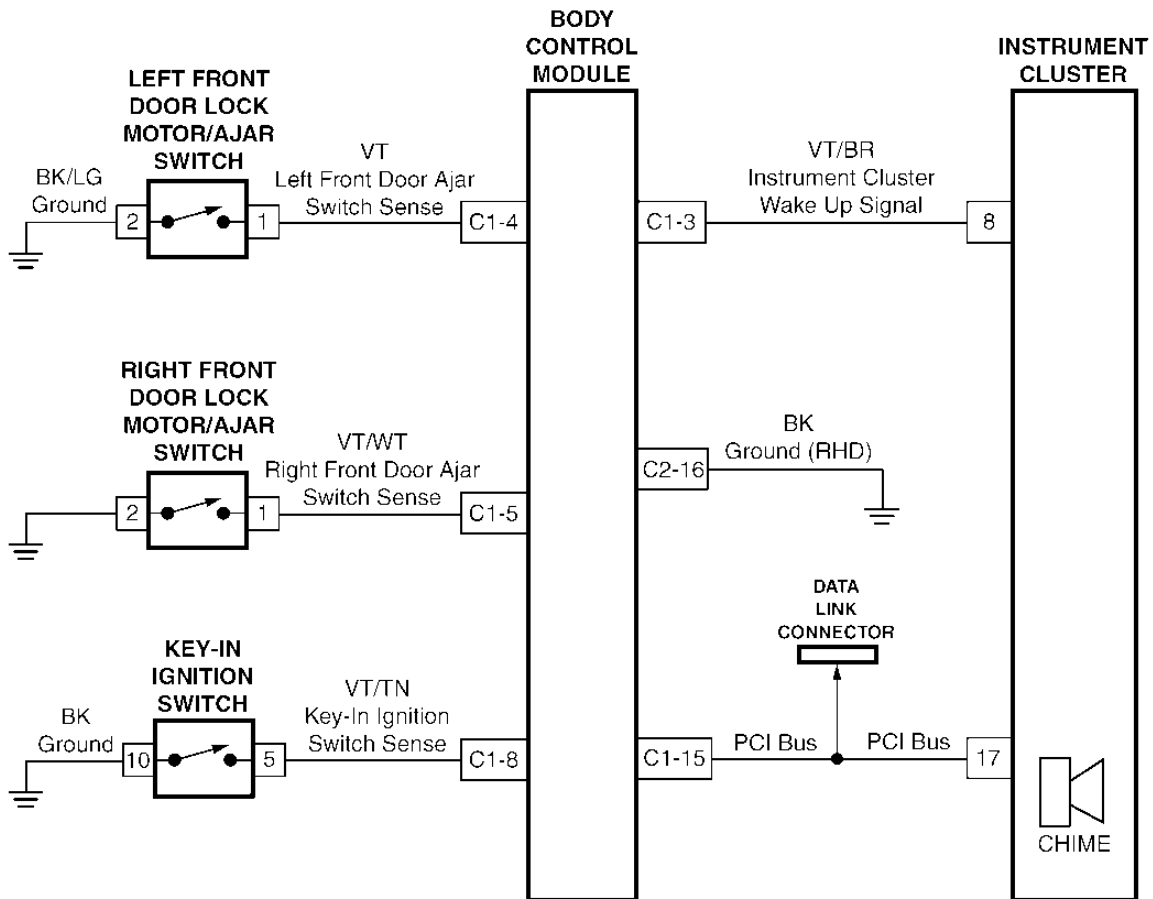 BODY
CONTROL
MODULE
INSTRUMENT
CLUSTER
LEFT FRONT
DOOR LOCK
MOTOR/AJAR
SWITCH
BK/LG
Ground
2
1
VT
Left Front Door Ajar
Switch Sense
C1-4
C1-3
VT/BR
Instrument Cluster
Wake Up Signal
8
RIGHT FRONT
DOOR LOCK
MOTOR/AJAR
SWITCH
2
1
VT/WT
Right Front Door Ajar
Switch Sense
C1-5
C2-16
BK
Ground (RHD)
DATA
LINK
CONNECTOR
KEY-IN
IGNITION
SWITCH
BK
Ground
10
5
VT/TN
Key-In Ignition
Switch Sense
C1-8
C1-15
PCI Bus
PCI Bus
17
CHIME